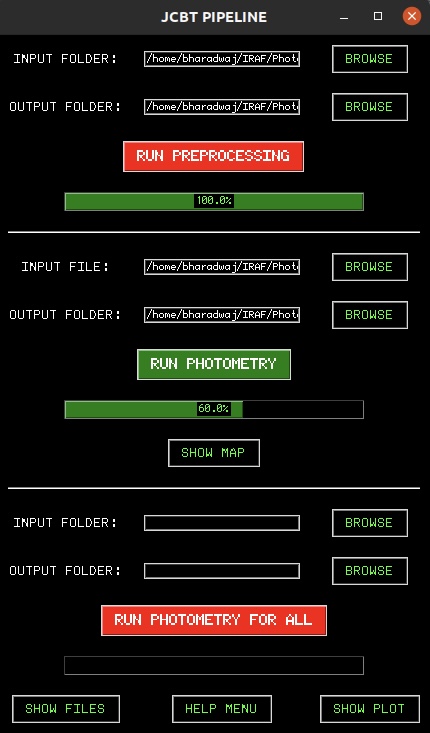 JCBT PIPELINE
INPUT FOLDER: /home/bharadwaj/IRAF/Phot BROWSE
OUTPUT FOLDER: /home/bharadwaj/IRAF/Phot BROWSE
RUN PREPROCESSING
100.0%
INPUT FILE: /home/bharadwaj/IRAF/Phot BROWSE
OUTPUT FOLDER: /home/bharadwaj/IRAF/Phot BROWSE
RUN PHOTOMETRY
60.0%
SHOW MAP
INPUT FOLDER: BROWSE
OUTPUT FOLDER: BROWSE
RUN PHOTOMETRY FOR ALL
SHOW FILES HELP MENU SHOW PLOT